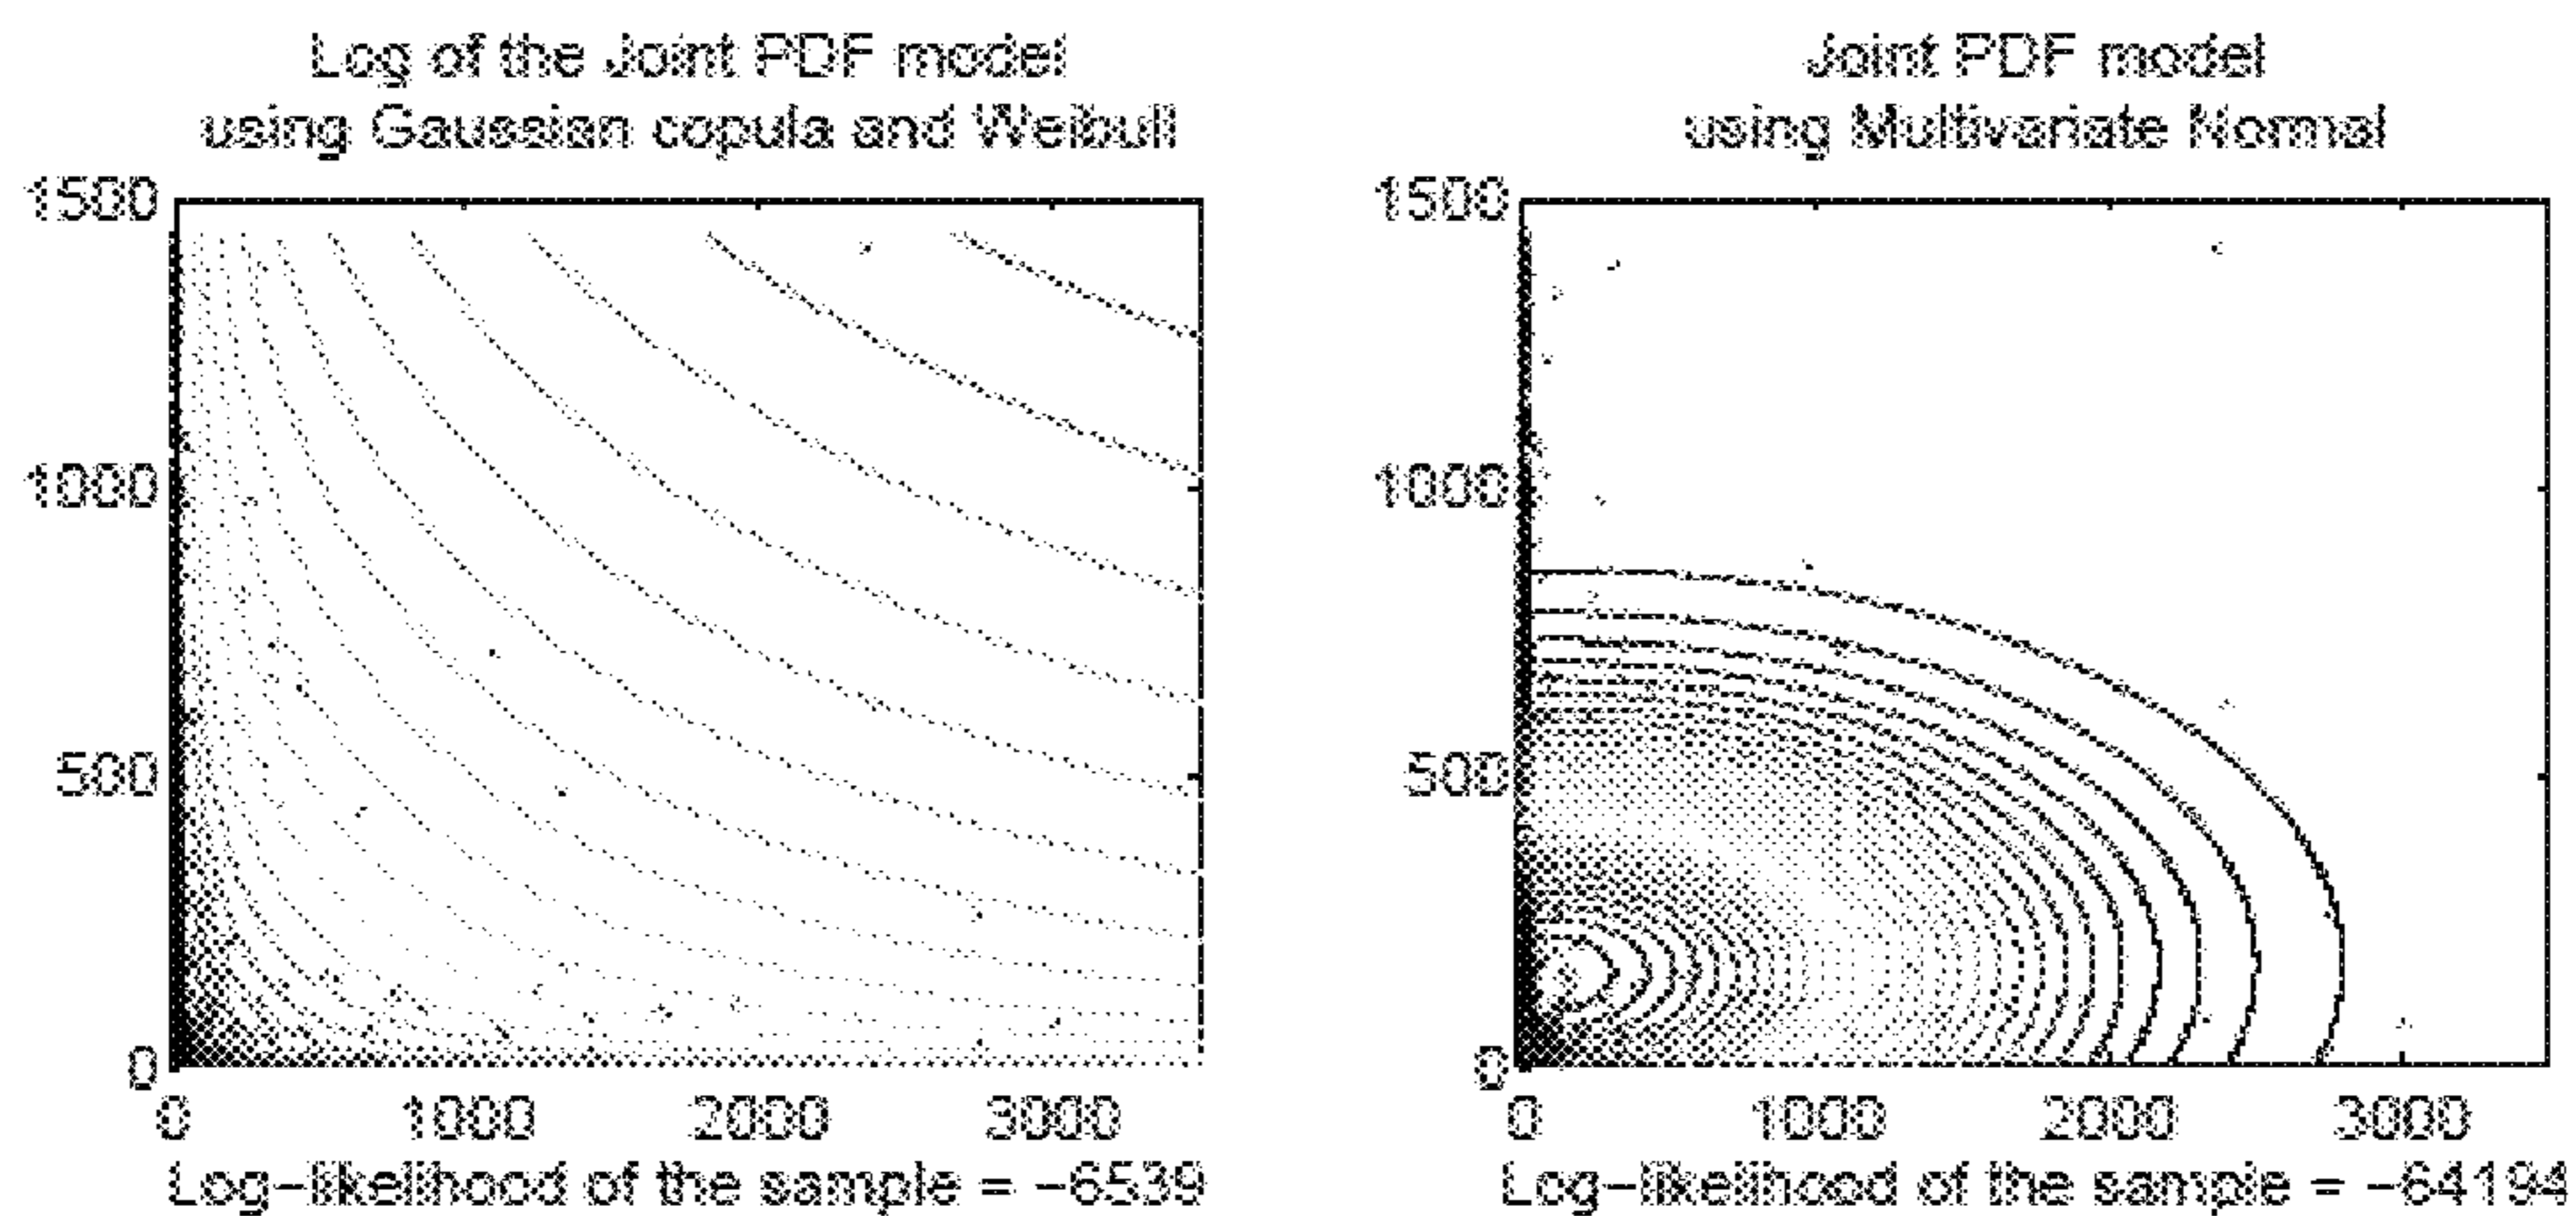 Log of the Joint PDF model
using Gaussian copula and Weibull
1500
1000
500
0
0 1000 2000 3000
Log-likelihood of the sample = -6539
Joint PDF model
using Multivariate Normal
1500
1000
500
0
0 1000 2000 3000
Log-likelihood of the sample = -64194